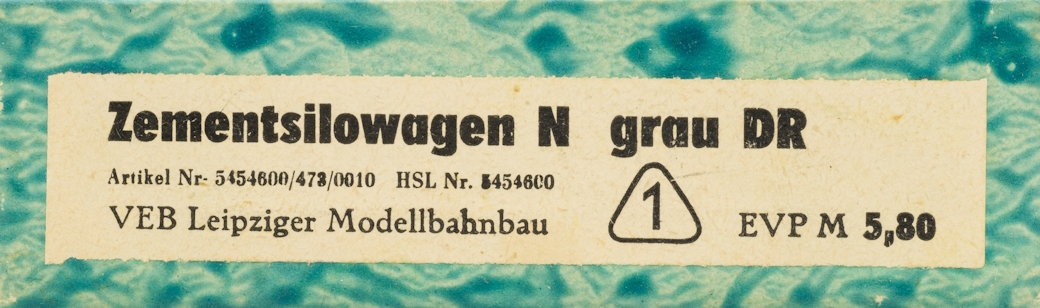 Zementsilowagen N grau DR
Artikel Nr- 5454600/473/0010 HSL Nr. 5454600
VEB Leipziger Modellbahnbau
1
EVP M 5,80